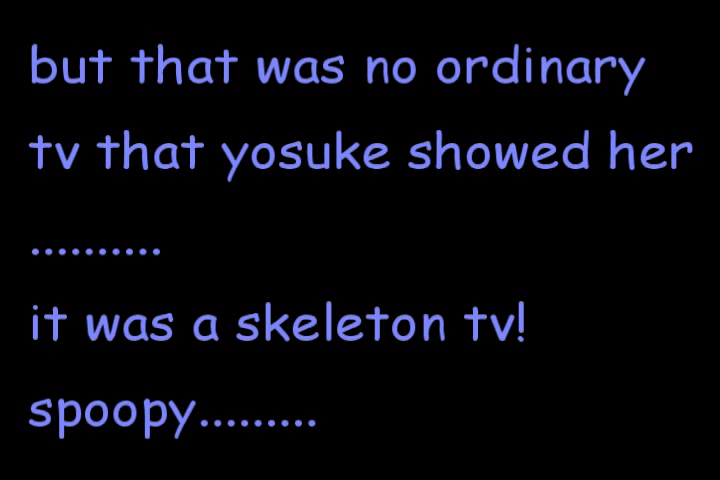 but that was no ordinary
tv that yosuke showed her
..........
it was a skeleton tv!
spoopy.........